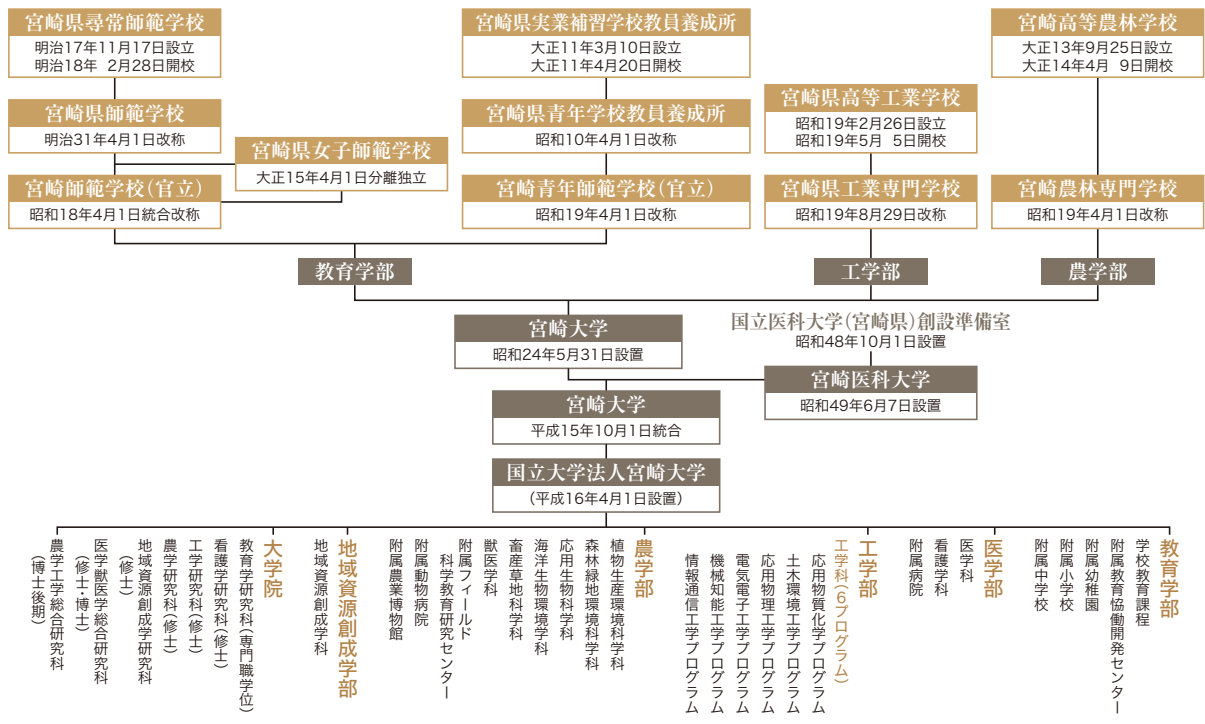 宮崎県尋常師範学校
明治17年11月17日設立
明治18年 2月28日開校
宮崎県師範学校
明治31年4月1日改称
宮崎県女子師範学校
大正15年4月1日分離独立
宮崎師範学校(官立)
昭和18年4月1日統合改称
宮崎県実業補習学校教員養成所
大正11年3月10日設立
大正11年4月20日開校
宮崎県青年学校教員養成所
昭和10年4月1日改称
宮崎青年師範学校(官立)
昭和19年4月1日改称
宮崎県高等工業学校
昭和19年2月26日設立
昭和19年5月 5日開校
宮崎県工業専門学校
昭和19年8月29日改称
宮崎高等農林学校
大正13年9月25日設立
大正14年4月 9日開校
宮崎農林専門学校
昭和19年4月1日改称
教育学部
工学部
農学部
宮崎大学
昭和24年5月31日設置
国立医科大学(宮崎県)創設準備室
昭和48年10月1日設置
宮崎医科大学
昭和49年6月7日設置
宮崎大学
平成15年10月1日統合
国立大学法人宮崎大学
(平成16年4月1日設置)
教育学部
学校教育課程
附属教育協働開発センター
附属幼稚園
附属小学校
附属中学校
医学部
医学科
看護学科
附属病院
工学部
工学科(6プログラム)
応用物質化学プログラム
土木環境工学プログラム
応用物理工学プログラム
電気電子工学プログラム
機械知能工学プログラム
情報通信工学プログラム
農学部
植物生産環境科学科
森林緑地環境科学科
応用生物科学科
海洋生物環境学科
畜産草地科学科
獣医学科
附属フィールド
科学教育研究センター
附属動物病院
附属農業博物館
地域資源創成学部
地域資源創成学科
大学院
教育学研究科(専門職学位)
看護学研究科(修士)
工学研究科(修士)
農学研究科(修士)
地域資源創成学研究科
(修士)
医学獣医学総合研究科
(修士・博士)
農学工学総合研究科
(博士後期)